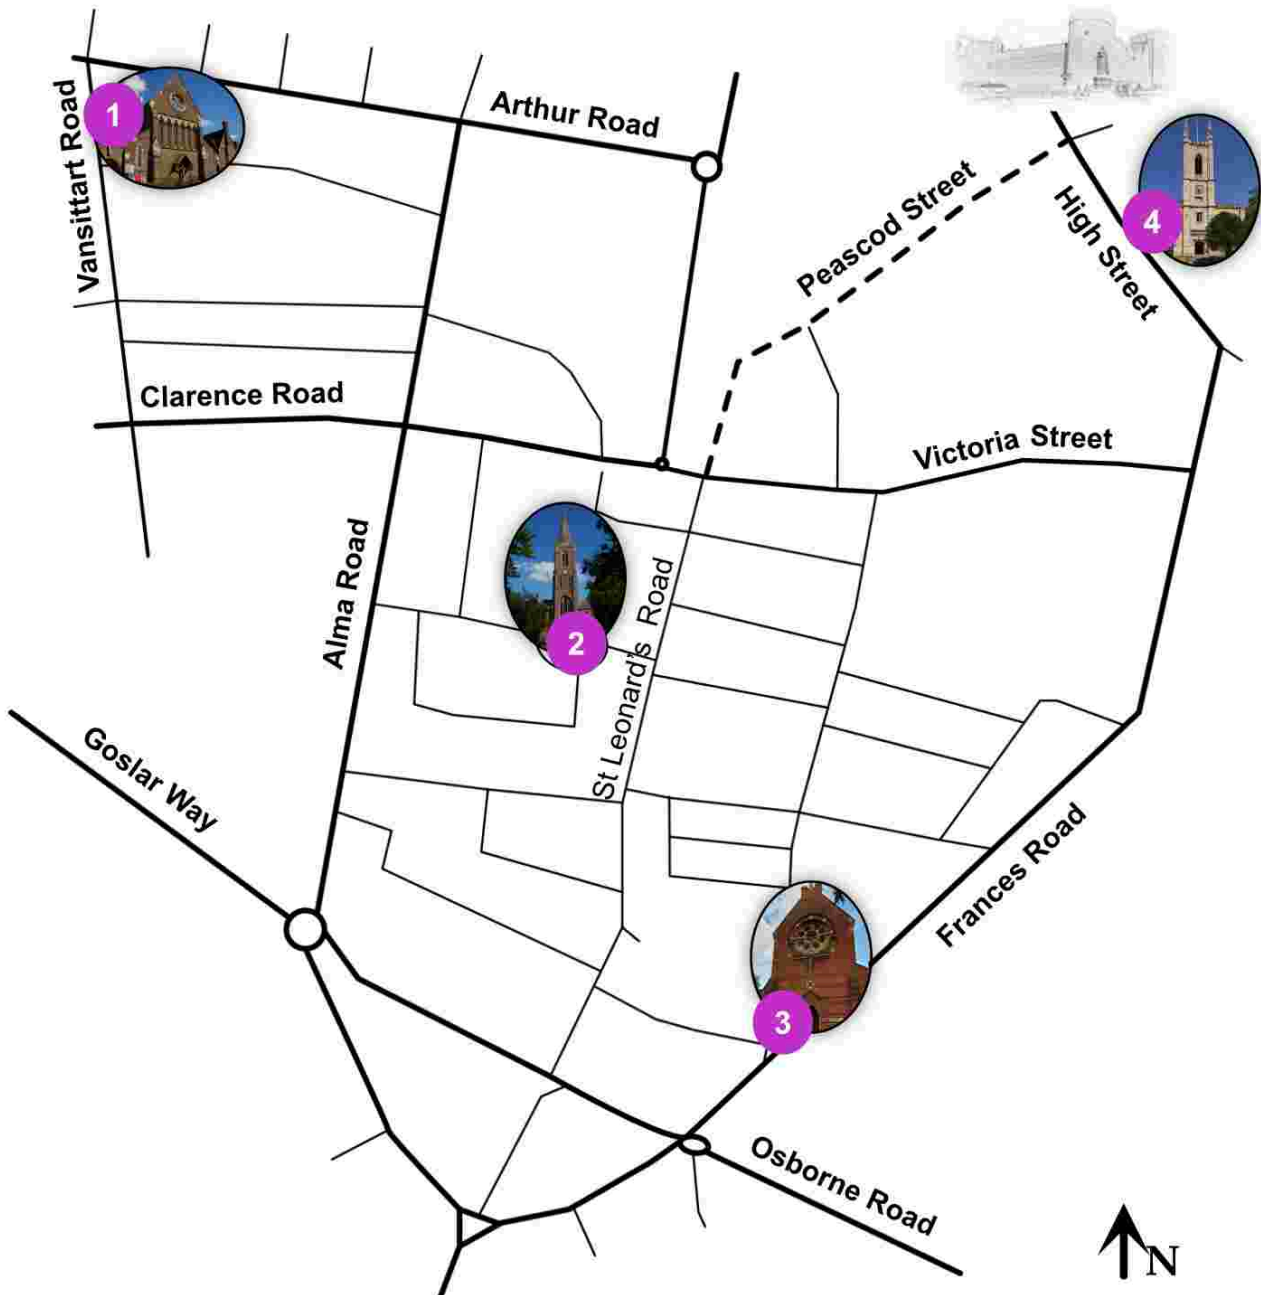 Arthur Road
1
Vansittart Road
Peascod Street
High Street
4
Clarence Road
Victoria Street
Alma Road
2
St Leonard's Road
Goslar Way
Frances Road
3
Osborne Road
N